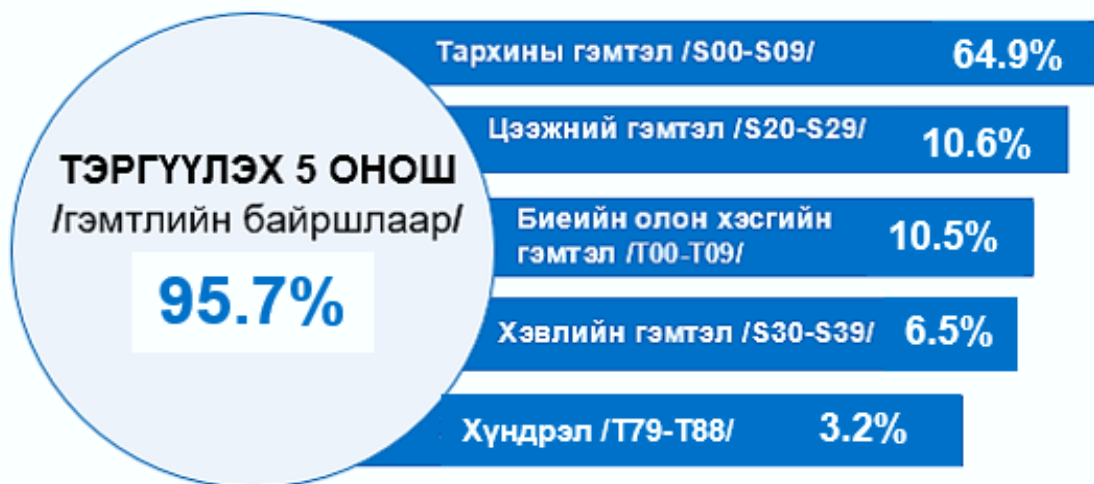 ТЭРГҮҮЛЭХ 5 ОНОШ
/гэмтлийн байршлаар/
95.7%
Тархины гэмтэл /S00-S09/ 64.9%
Цээжний гэмтэл /S20-S29/ 10.6%
Биеийн олон хэсгийн
гэмтэл /T00-T09/ 10.5%
Хэвлийн гэмтэл /S30-S39/ 6.5%
Хүндрэл /T79-T88/ 3.2%